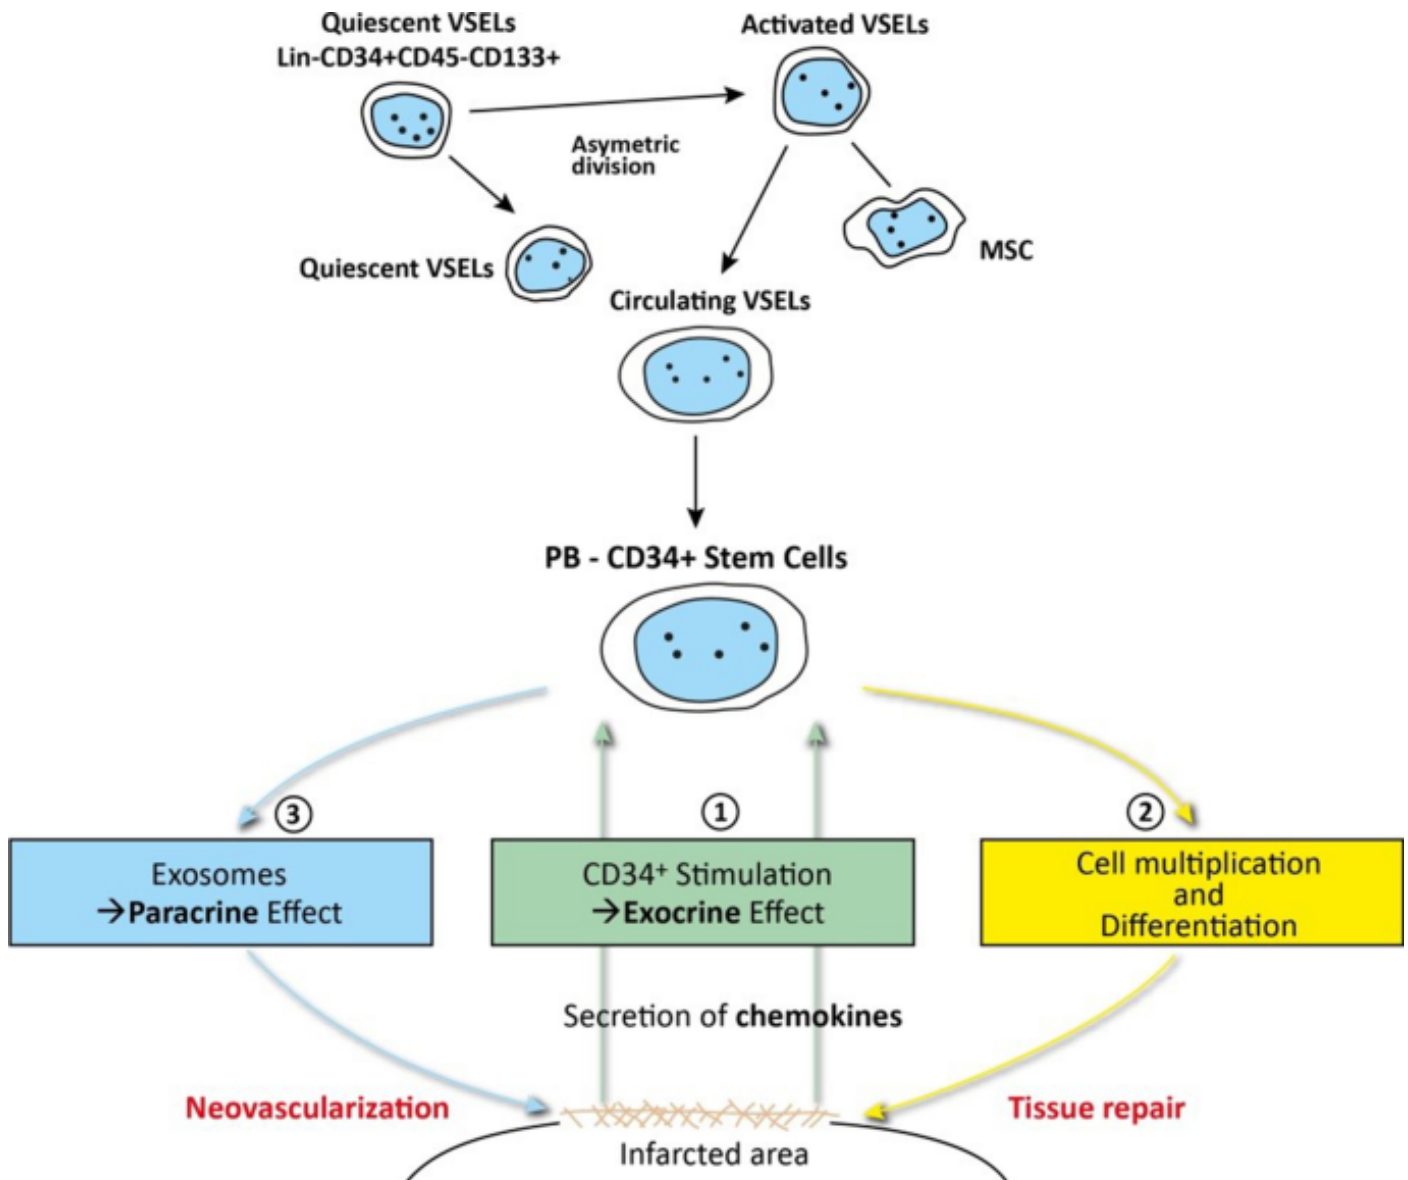 Quiescent VSELs
Lin-CD34+CD45-CD133+
Activated VSELs
Asymetric
division
Quiescent VSELs
MSC
Circulating VSELs
PB - CD34+ Stem Cells
③
Exosomes
→Paracrine Effect
①
CD34⁺ Stimulation
→Exocrine Effect
②
Cell multiplication
and
Differentiation
Secretion of chemokines
Neovascularization
Tissue repair
Infarcted area